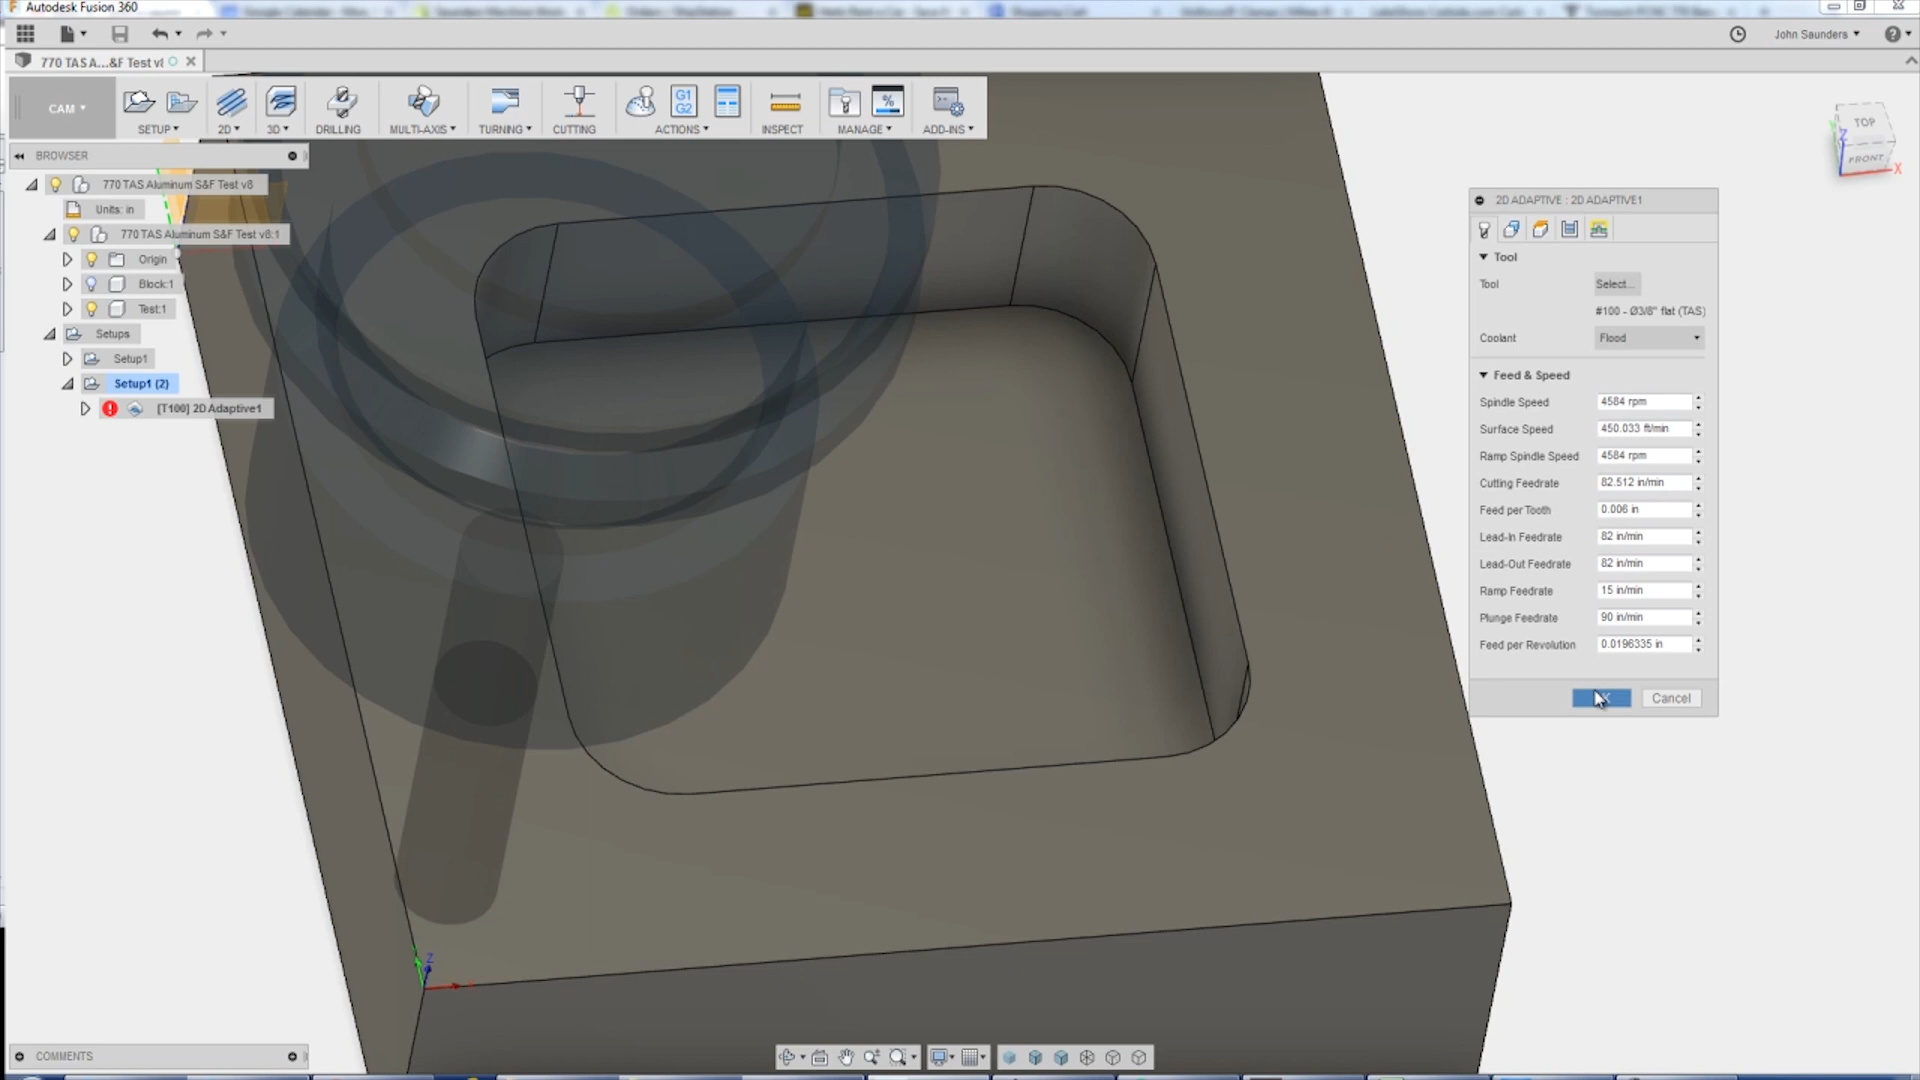 Autodesk Fusion 360
John Saunders
770 TAS A...&F Test v8
CAM
SETUP
2D
3D
DRILLING
MULTI-AXIS
TURNING
CUTTING
G1
G2
ACTIONS
INSPECT
%
MANAGE
ADD-INS
TOP
FRONT
Z
X
BROWSER
770 TAS Aluminum S&F Test v8
Units: in
770 TAS Aluminum S&F Test v8:1
Origin
Block:1
Test:1
Setups
Setup1
Setup1 (2)
[T100] 2D Adaptive1
2D ADAPTIVE : 2D ADAPTIVE1
Tool
Tool
Select...
#100 - Ø3/8" flat (TAS)
Coolant
Flood
Feed & Speed
Spindle Speed
4584 rpm
Surface Speed
450.033 ft/min
Ramp Spindle Speed
4584 rpm
Cutting Feedrate
82.512 in/min
Feed per Tooth
0.006 in
Lead-In Feedrate
82 in/min
Lead-Out Feedrate
82 in/min
Ramp Feedrate
15 in/min
Plunge Feedrate
90 in/min
Feed per Revolution
0.0196335 in
Cancel
Z
COMMENTS